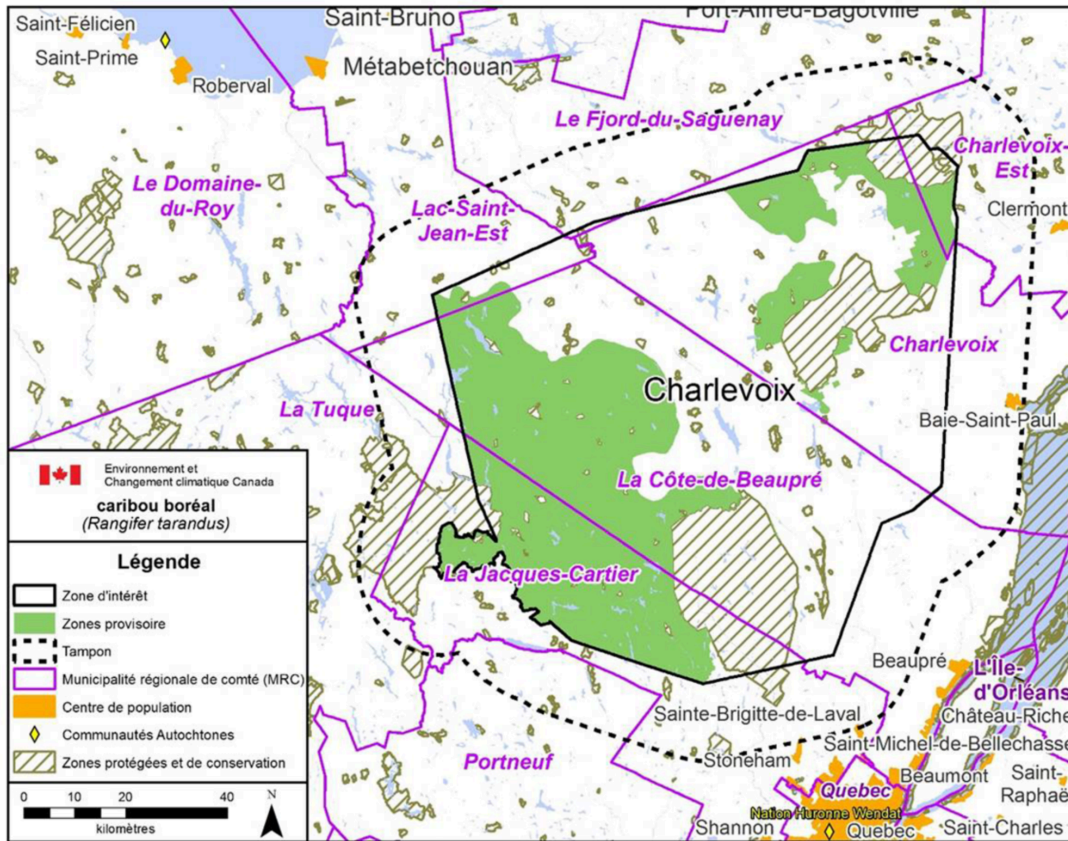 Saint-Félicien
Saint-Prime
Roberval
Saint-Bruno
Métabetchouan
Port-Alfred-Bagotville
Le Fjord-du-Saguenay
Charlevoix-
Est
Clermont
Le Domaine-
du-Roy
Lac-Saint-
Jean-Est
Charlevoix
Charlevoix
Baie-Saint-Paul
La Tuque
La Côte-de-Beaupré
La Jacques-Cartier
Beaupré
L'Île-
d'Orléans
Sainte-Brigitte-de-Laval
Château-Riche
Saint-Michel-de-Bellechasse
Stoneham
Portneuf
Beaumont
Saint-
Raphaë
Quebec
Nation Huronne Wendat
Shannon
Quebec
Saint-Charles
Environnement et
Changement climatique Canada
caribou boréal
(Rangifer tarandus)
Légende
Zone d'intérêt
Zones provisoire
Tampon
Municipalité régionale de comté (MRC)
Centre de population
Communautés Autochtones
Zones protégées et de conservation
0 10 20 40
kilomètres
N